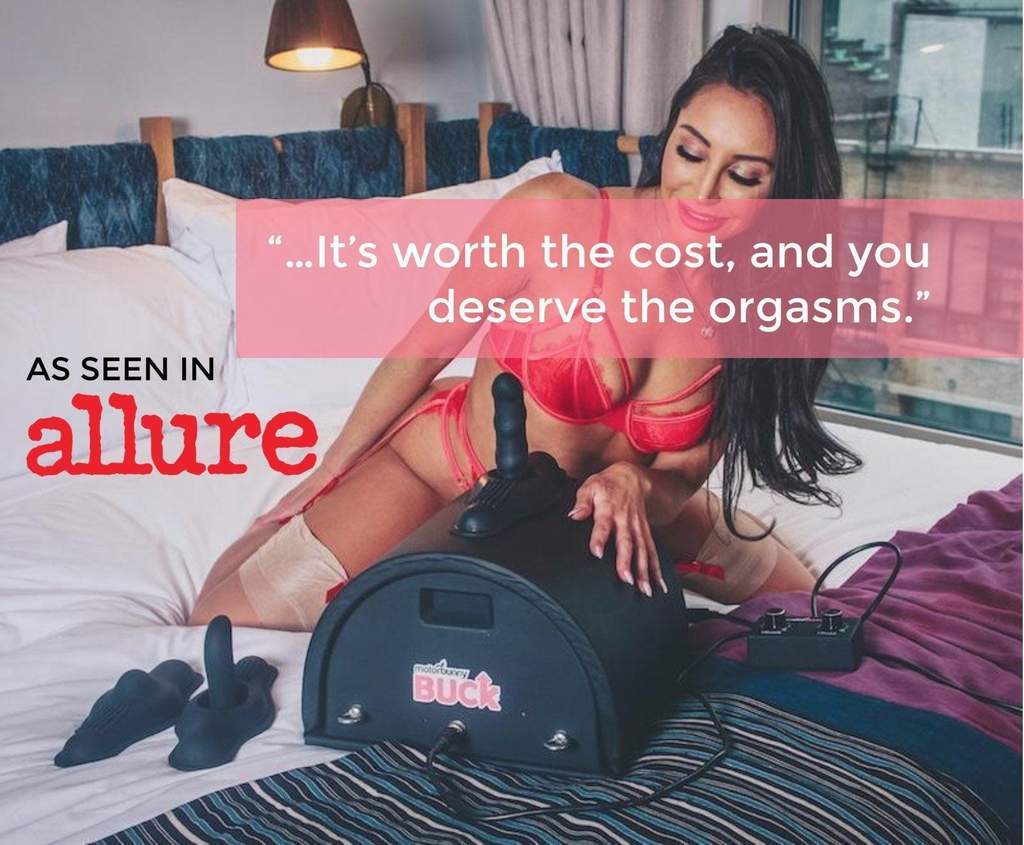 “...It’s worth the cost, and you
deserve the orgasms.”
AS SEEN IN
allure
motorbunny
BUCK